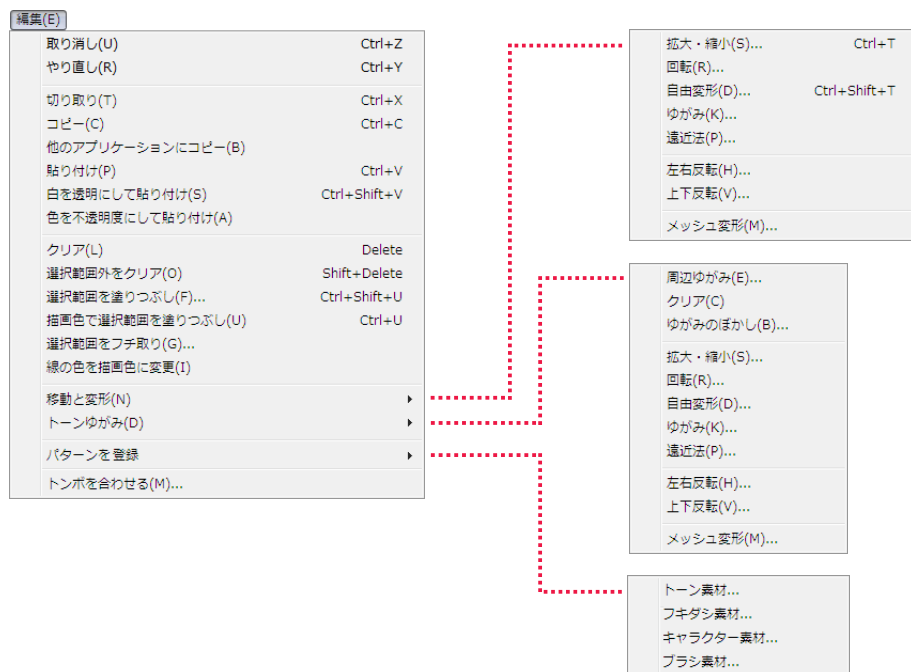 編集(E)
取り消し(U) Ctrl+Z
やり直し(R) Ctrl+Y
切り取り(T) Ctrl+X
コピー(C) Ctrl+C
他のアプリケーションにコピー(B)
貼り付け(P) Ctrl+V
白を透明にして貼り付け(S) Ctrl+Shift+V
色を不透明度にして貼り付け(A)
クリア(L) Delete
選択範囲外をクリア(O) Shift+Delete
選択範囲を塗りつぶし(F)... Ctrl+Shift+U
描画色で選択範囲を塗りつぶし(U) Ctrl+U
選択範囲をフチ取り(G)...
線の色を描画色に変更(I)
移動と変形(N)
トーンゆがみ(D)
パターンを登録
トンボを合わせる(M)...
拡大・縮小(S)... Ctrl+T
回転(R)...
自由変形(D)... Ctrl+Shift+T
ゆがみ(K)...
遠近法(P)...
左右反転(H)...
上下反転(V)...
メッシュ変形(M)...
周辺ゆがみ(E)...
クリア(C)
ゆがみのぼかし(B)...
拡大・縮小(S)...
回転(R)...
自由変形(D)...
ゆがみ(K)...
遠近法(P)...
左右反転(H)...
上下反転(V)...
メッシュ変形(M)...
トーン素材...
フキダシ素材...
キャラクター素材...
ブラシ素材...